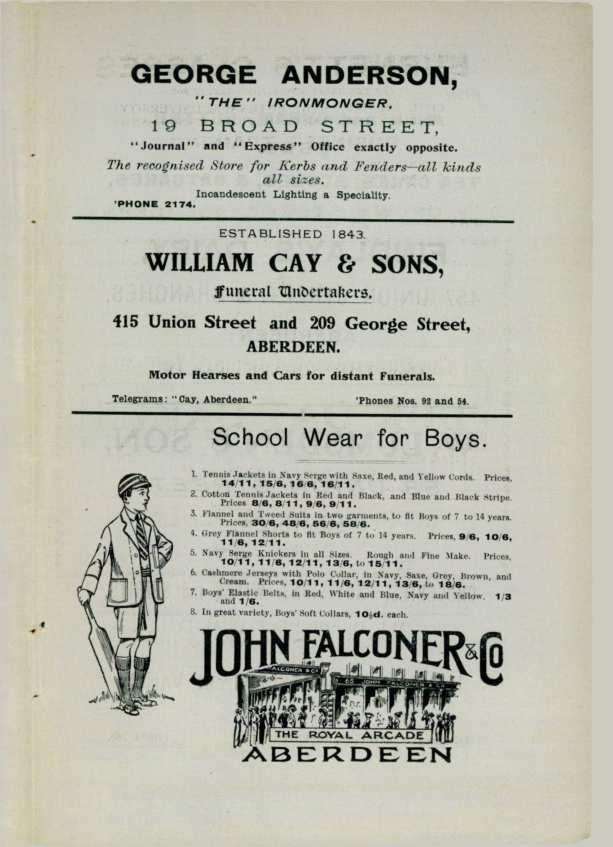 GEORGE ANDERSON,
"THE" IRONMONGER.
19 BROAD STREET,
"Journal" and "Express" Office exactly opposite.
The recognised Store for Kerbs and Fenders—all kinds
all sizes.
Incandescent Lighting a Speciality.
'PHONE 2174.
ESTABLISHED 1843.
WILLIAM CAY & SONS,
Funeral Undertakers.
415 Union Street and 209 George Street,
ABERDEEN.
Motor Hearses and Cars for distant Funerals.
Telegrams: "Cay, Aberdeen." 'Phones Nos. 92 and 54.
School Wear for Boys.
1. Tennis Jackets in Navy Serge with Saxe, Red, and Yellow Cords. Prices,
14/11, 15/6, 16/6, 16/11.
2. Cotton Tennis Jackets in Red and Black, and Blue and Black Stripe.
Prices 8/6, 8/11, 9/6, 9/11.
3. Flannel and Tweed Suits in two garments, to fit Boys of 7 to 14 years.
Prices, 30/6, 48/6, 56/6, 58/6.
4. Grey Flannel Shorts to fit Boys of 7 to 14 years. Prices, 9/6, 10/6,
11/6, 12/11.
5. Navy Serge Knickers in all Sizes. Rough and Fine Make. Prices,
10/11, 11/6, 12/11, 13/6, to 15/11.
6. Cashmere Jerseys with Polo Collar, in Navy, Saxe, Grey, Brown, and
Cream. Prices, 10/11, 11/6, 12/11, 13/6, to 18/6.
7. Boys' Elastic Belts, in Red, White and Blue, Navy and Yellow. 1/3
and 1/6.
8. In great variety, Boys' Soft Collars, 10½d. each.
JOHN FALCONER & Co
FALCONER & Co
65 JOHN FALCONER &
THE ROYAL ARCADE
ABERDEEN